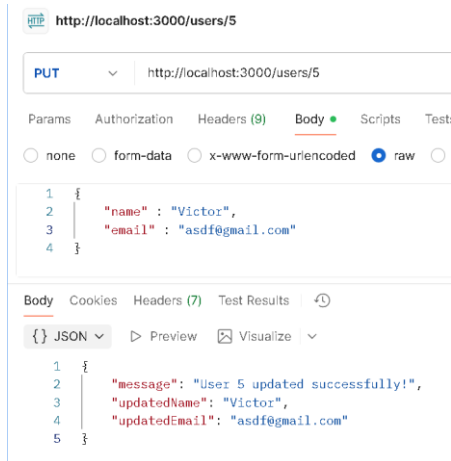 HTTP http://localhost:3000/users/5
PUT http://localhost:3000/users/5
Params Authorization Headers (9) Body Scripts Tests
none form-data x-www-form-urlencoded raw
1 {
2 "name" : "Victor",
3 "email" : "asdf@gmail.com"
4 }
Body Cookies Headers (7) Test Results
{} JSON Preview Visualize
1 {
2 "message": "User 5 updated successfully!",
3 "updatedName": "Victor",
4 "updatedEmail": "asdf@gmail.com"
5 }